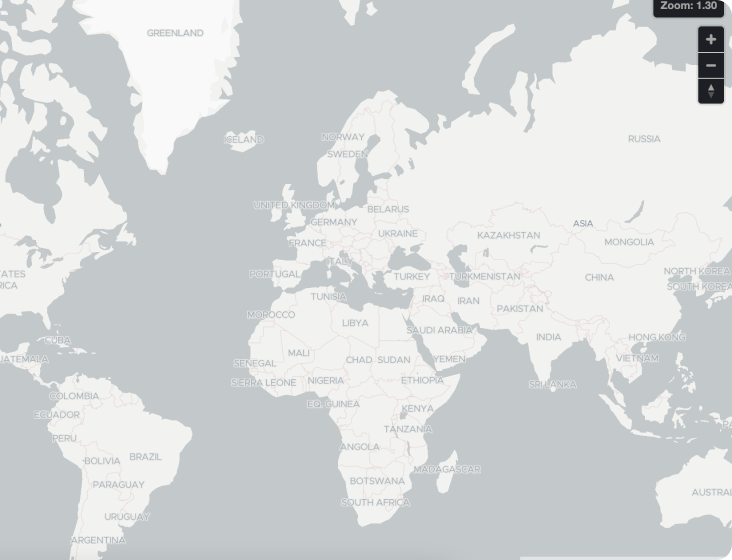 Zoom: 1.30
GREENLAND
ICELAND
NORWAY
SWEDEN
RUSSIA
UNITED KINGDOM
BELARUS
GERMANY
UKRAINE
ASIA
KAZAKHSTAN
MONGOLIA
FRANCE
ITALY
PORTUGAL
TURKEY
TURKMENISTAN
CHINA
NORTH KOREA
SOUTH KOREA
ATES
RICA
TUNISIA
IRAQ
IRAN
PAKISTAN
MOROCCO
LIBYA
SAUDI ARABIA
INDIA
HONG KONG
CUBA
UATEMALA
MALI
CHAD
SUDAN
YEMEN
VIETNAM
SENEGAL
SIERRA LEONE
NIGERIA
ETHIOPIA
SRI LANKA
COLOMBIA
EQ. GUINEA
KENYA
ECUADOR
TANZANIA
PERU
ANGOLA
BOLIVIA
BRAZIL
MADAGASCAR
PARAGUAY
BOTSWANA
AUSTRAL
SOUTH AFRICA
URUGUAY
ARGENTINA